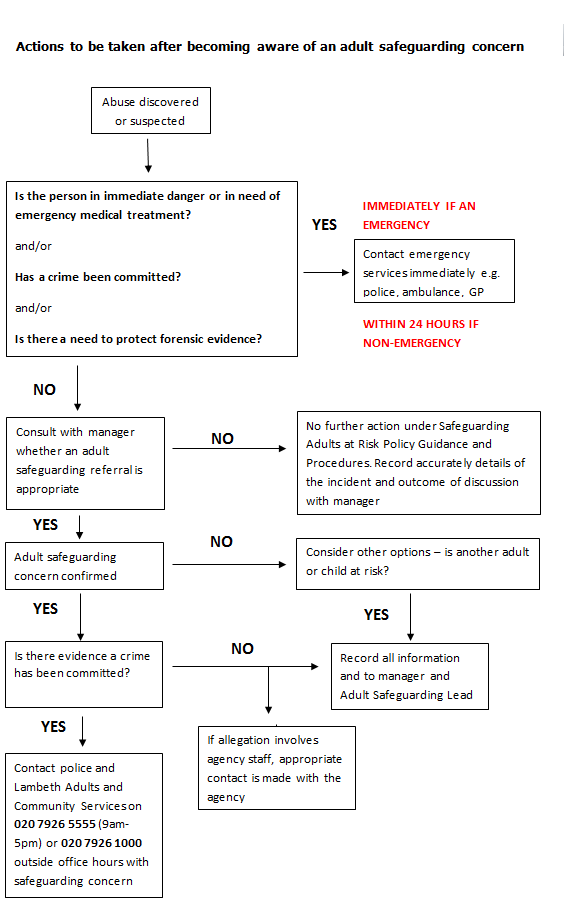 Actions to be taken after becoming aware of an adult safeguarding concern
Abuse discovered
or suspected
Is the person in immediate danger or in need of
emergency medical treatment?
and/or
Has a crime been committed?
and/or
Is there a need to protect forensic evidence?
YES
IMMEDIATELY IF AN
EMERGENCY
Contact emergency
services immediately e.g.
police, ambulance, GP
WITHIN 24 HOURS IF
NON-EMERGENCY
NO
Consult with manager
whether an adult
safeguarding referral is
appropriate
NO
No further action under Safeguarding
Adults at Risk Policy Guidance and
Procedures. Record accurately details of
the incident and outcome of discussion
with manager
YES
Adult safeguarding
concern confirmed
NO
Consider other options – is another adult
or child at risk?
YES
YES
Is there evidence a crime
has been committed?
NO
Record all information
and to manager and
Adult Safeguarding Lead
YES
If allegation involves
agency staff, appropriate
contact is made with the
agency
Contact police and
Lambeth Adults and
Community Services on
020 7926 5555 (9am-
5pm) or 020 7926 1000
outside office hours with
safeguarding concern